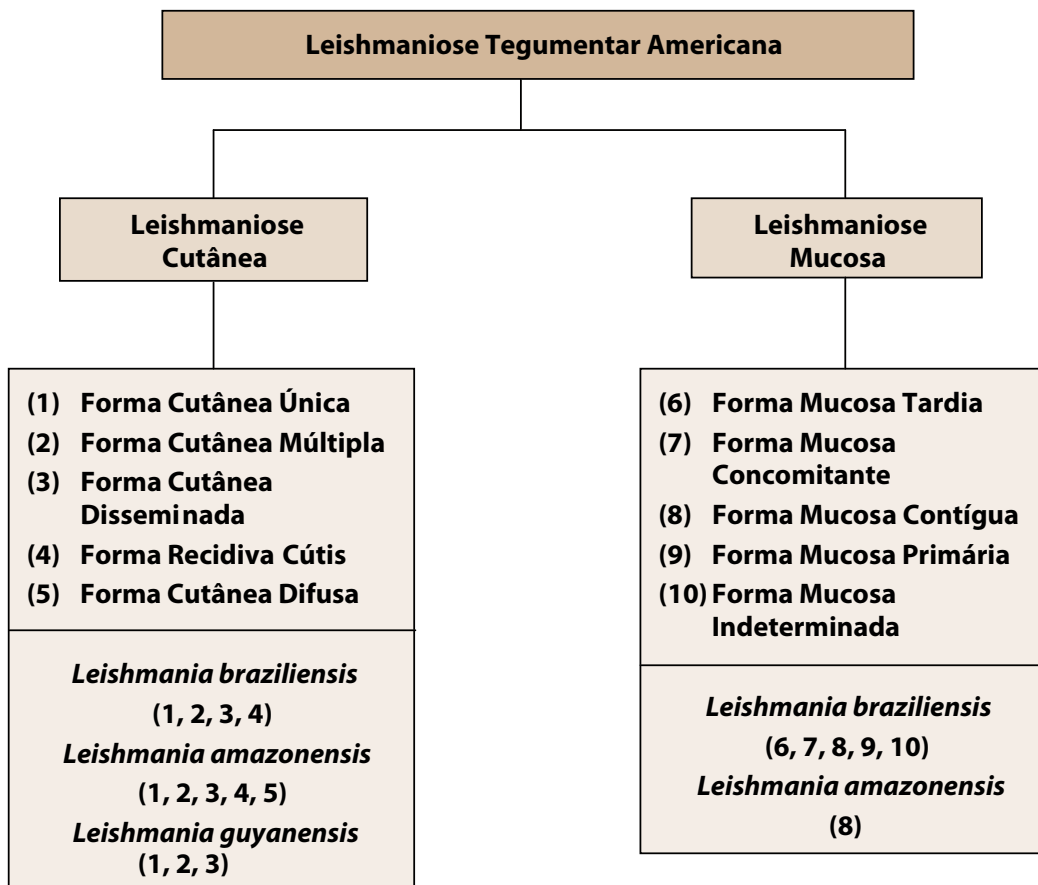 Leishmaniose Tegumentar Americana
Leishmaniose
Cutânea
(1) Forma Cutânea Única
(2) Forma Cutânea Múltipla
(3) Forma Cutânea
Disseminada
(4) Forma Recidiva Cútis
(5) Forma Cutânea Difusa
Leishmania braziliensis
(1, 2, 3, 4)
Leishmania amazonensis
(1, 2, 3, 4, 5)
Leishmania guyanensis
(1, 2, 3)
Leishmaniose
Mucosa
(6) Forma Mucosa Tardia
(7) Forma Mucosa
Concomitante
(8) Forma Mucosa Contígua
(9) Forma Mucosa Primária
(10) Forma Mucosa
Indeterminada
Leishmania braziliensis
(6, 7, 8, 9, 10)
Leishmania amazonensis
(8)